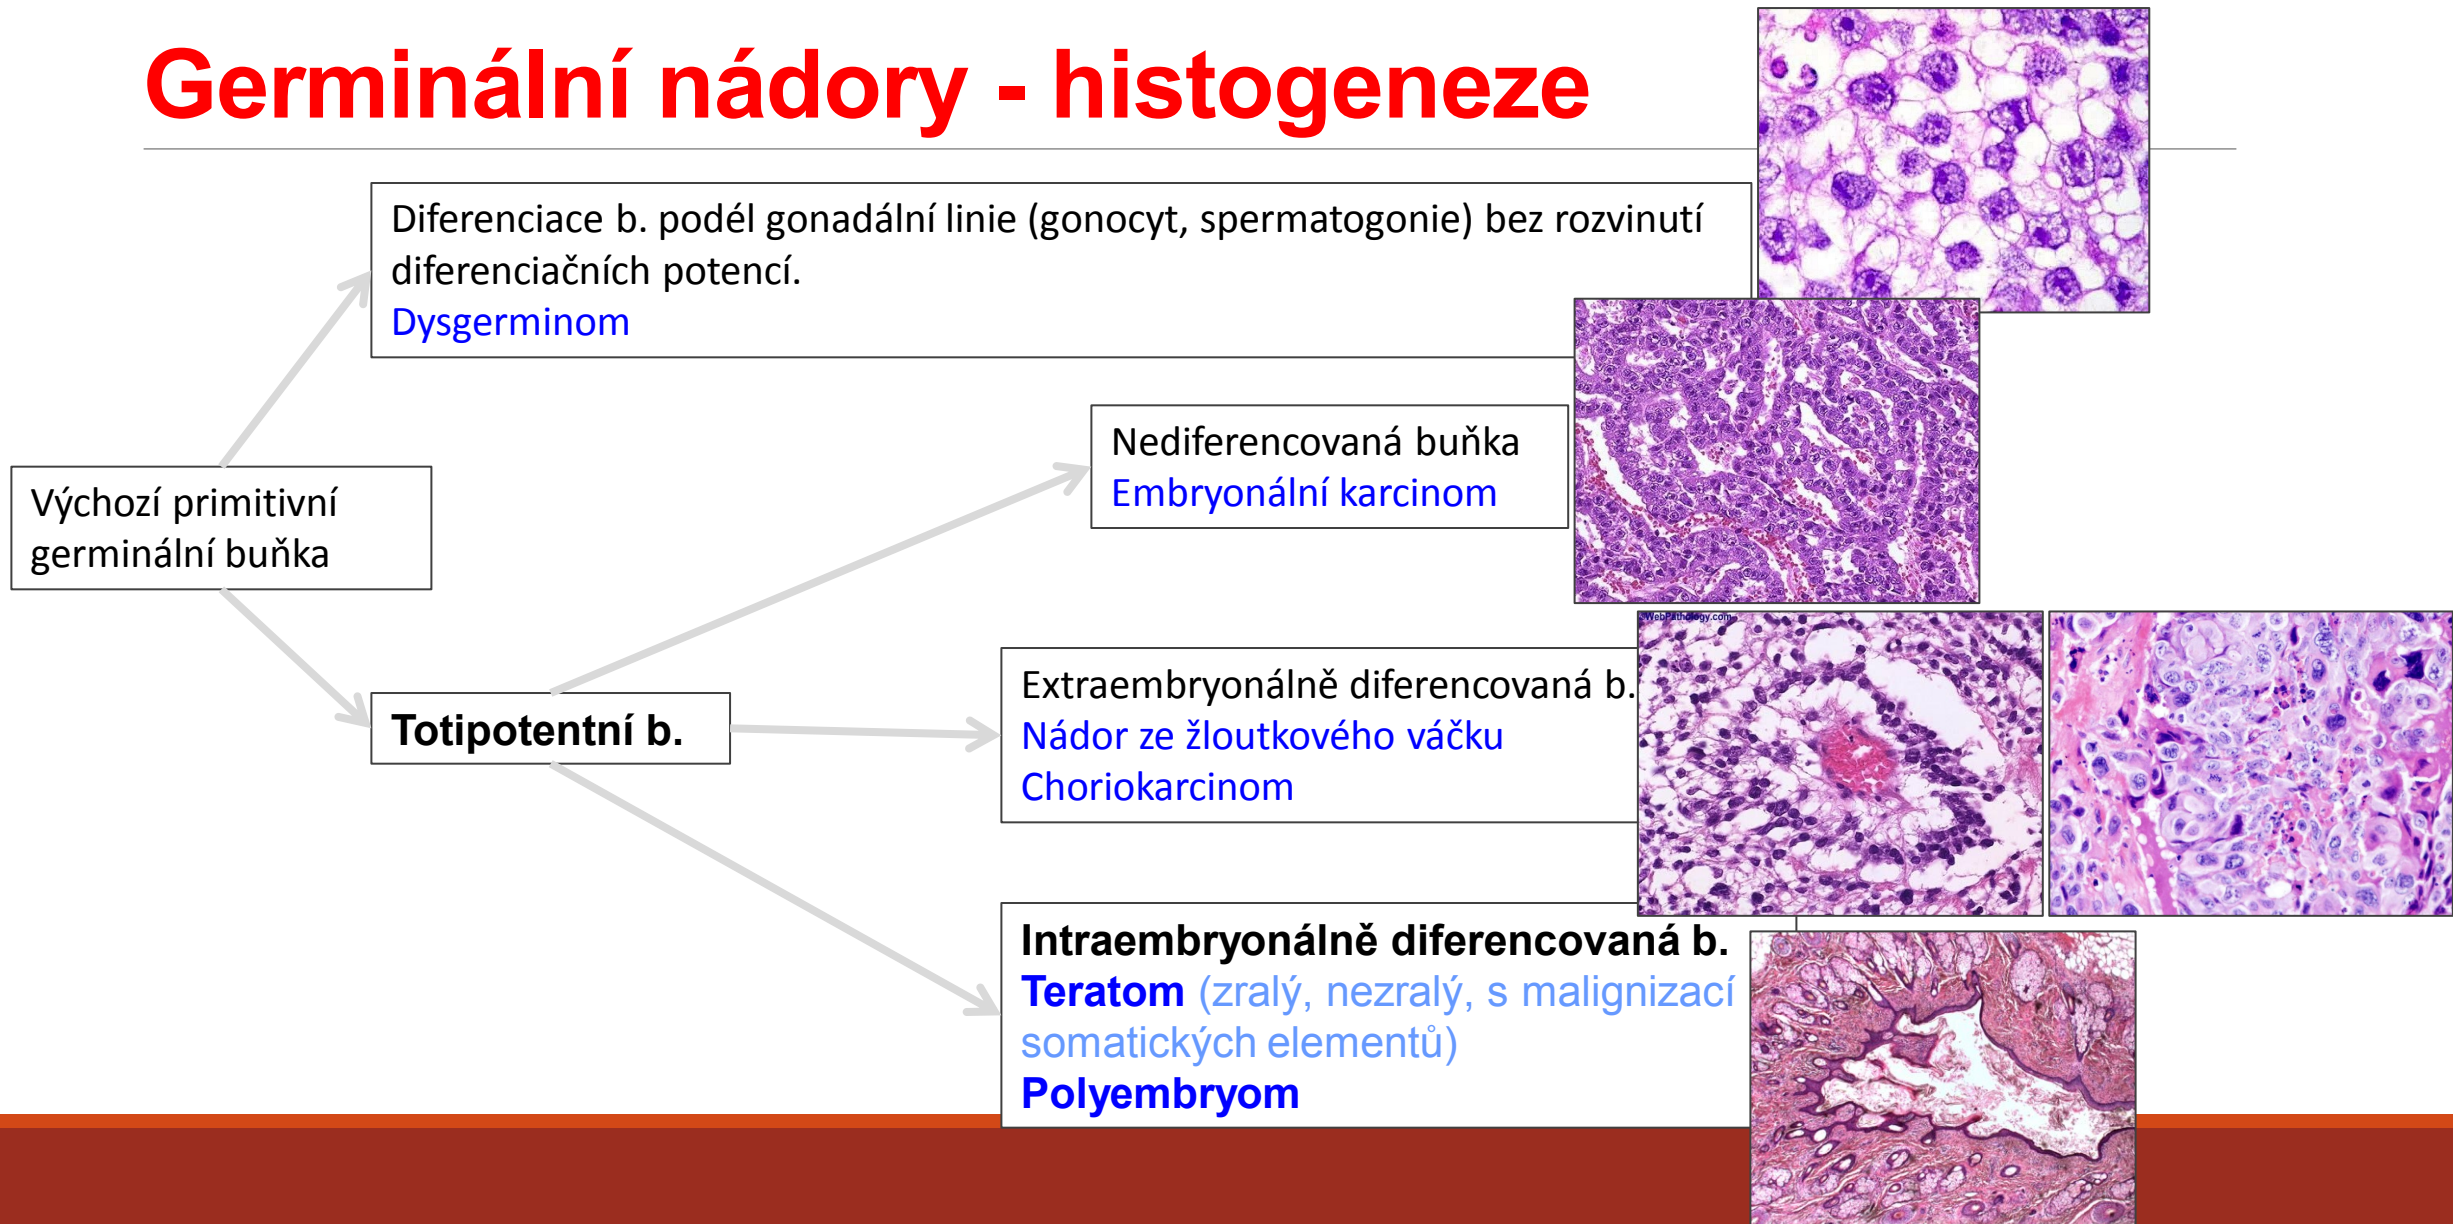 Germinální nádory - histogeneze
Diferenciace b. podél gonadální linie (gonocyt, spermatogonie) bez rozvinutí
diferenciačních potencí.
Dysgerminom
Nediferencovaná buňka
Embryonální karcinom
Výchozí primitivní
germinální buňka
WebPathology.com
Extraembryonálně diferencovaná b.
Nádor ze žloutkového váčku
Choriokarcinom
Totipotentní b.
Intraembryonálně diferencovaná b.
Teratom (zralý, nezralý, s malignizací
somatických elementů)
Polyembryom